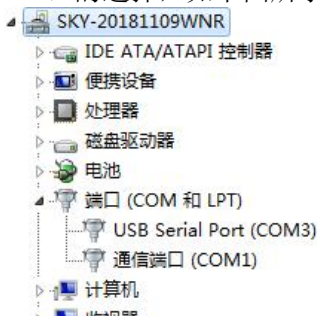 SKY-20181109WNR
IDE ATA/ATAPI 控制器
便携设备
处理器
磁盘驱动器
电池
端口 (COM 和 LPT)
USB Serial Port (COM3)
通信端口 (COM1)
计算机